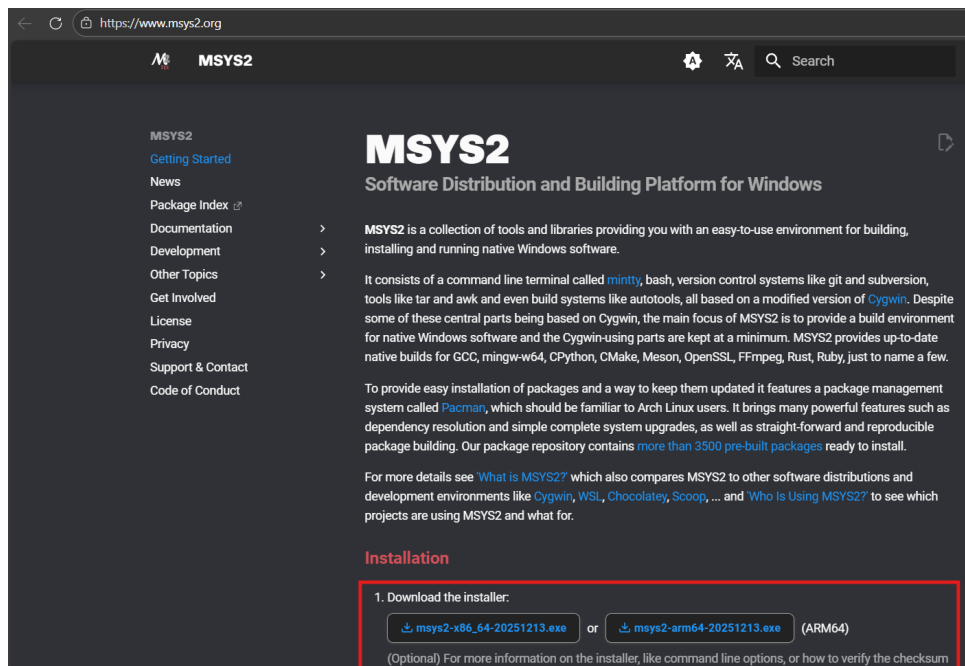 https://www.msys2.org
MSYS2
Search
MSYS2
Getting Started
News
Package Index
Documentation
Development
Other Topics
Get Involved
License
Privacy
Support & Contact
Code of Conduct
MSYS2
Software Distribution and Building Platform for Windows
MSYS2 is a collection of tools and libraries providing you with an easy-to-use environment for building,
installing and running native Windows software.
It consists of a command line terminal called mintty, bash, version control systems like git and subversion,
tools like tar and awk and even build systems like autotools, all based on a modified version of Cygwin. Despite
some of these central parts being based on Cygwin, the main focus of MSYS2 is to provide a build environment
for native Windows software and the Cygwin-using parts are kept at a minimum. MSYS2 provides up-to-date
native builds for GCC, mingw-w64, CPython, CMake, Meson, OpenSSL, FFmpeg, Rust, Ruby, just to name a few.
To provide easy installation of packages and a way to keep them updated it features a package management
system called Pacman, which should be familiar to Arch Linux users. It brings many powerful features such as
dependency resolution and simple complete system upgrades, as well as straight-forward and reproducible
package building. Our package repository contains more than 3500 pre-built packages ready to install.
For more details see 'What is MSYS2?' which also compares MSYS2 to other software distributions and
development environments like Cygwin, WSL, Chocolatey, Scoop, ... and 'Who Is Using MSYS2?' to see which
projects are using MSYS2 and what for.
Installation
1. Download the installer:
msys2-x86_64-20251213.exe or msys2-arm64-20251213.exe (ARM64)
(Optional) For more information on the installer, like command line options, or how to verify the checksum